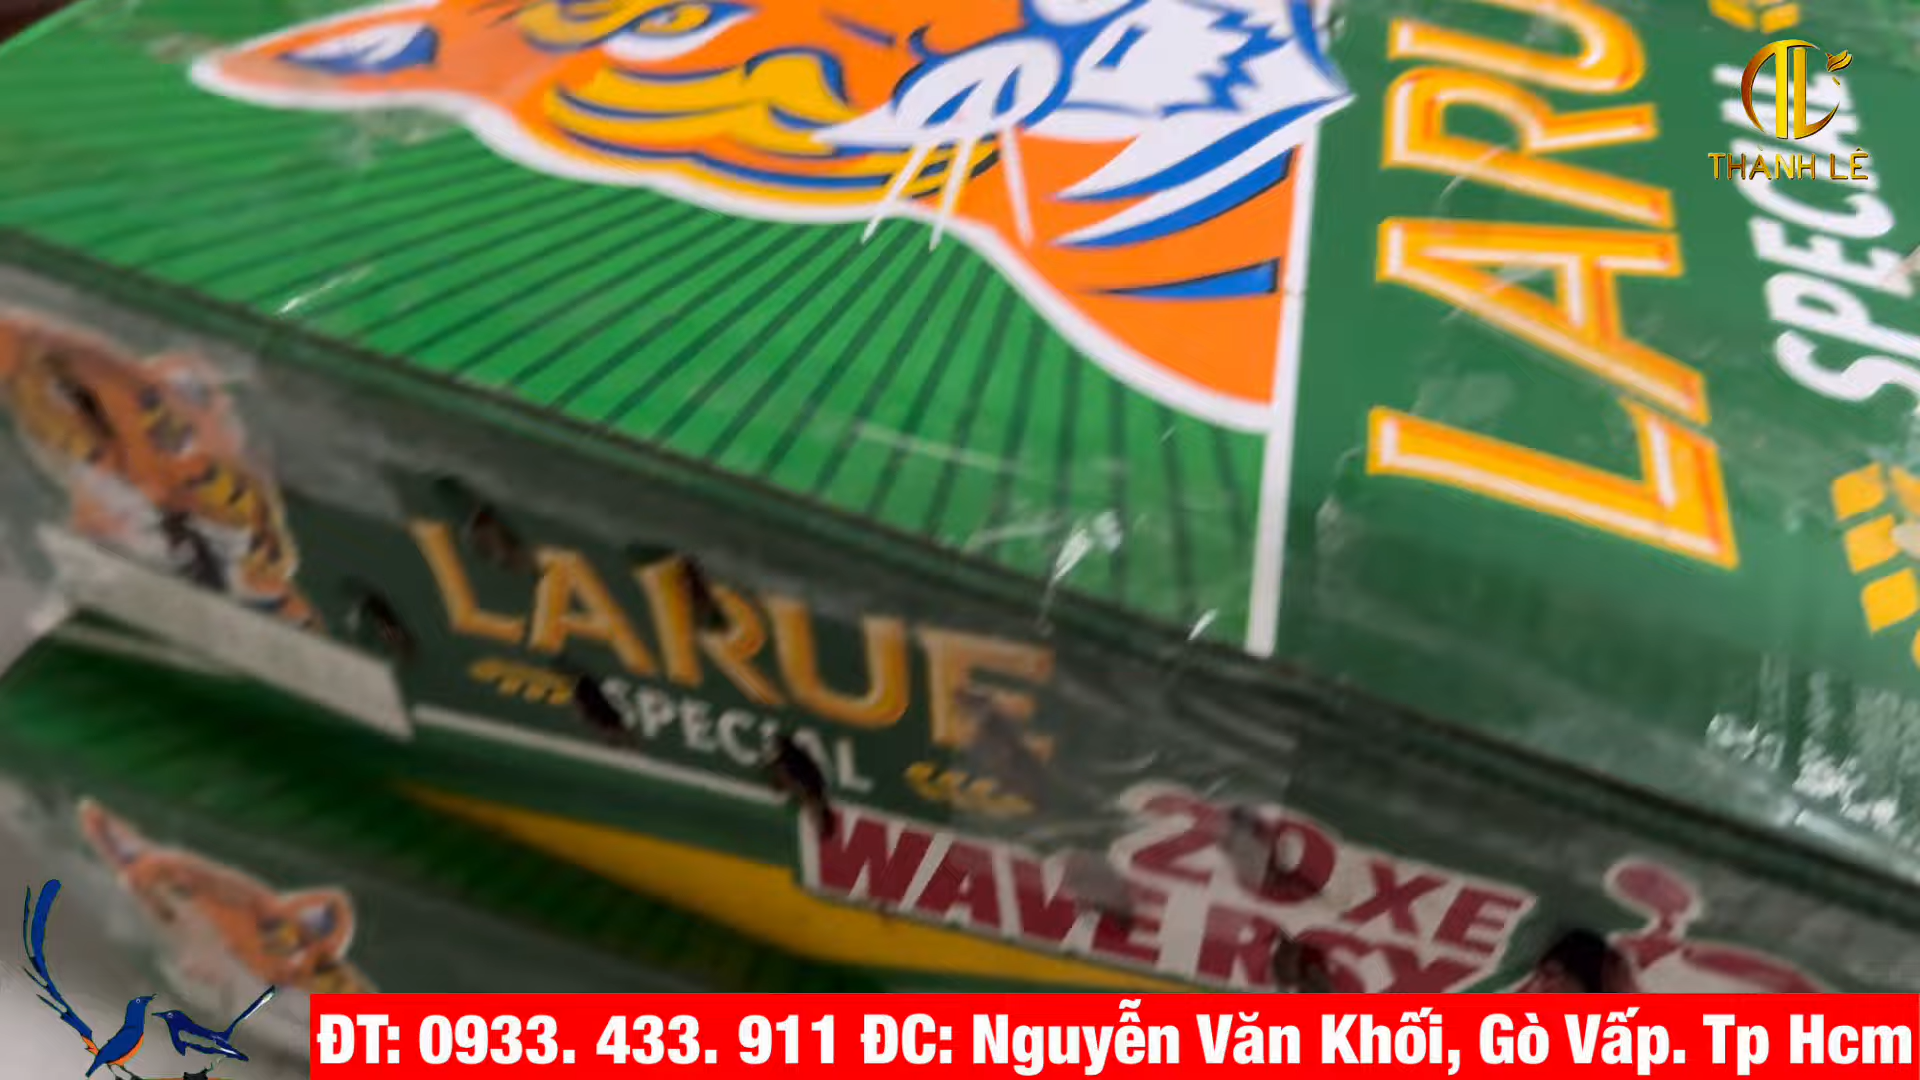 LARU
SPECIAL
THÀNH LÊ
LARUE
SPECIAL
20 XE
WAVE RSX
ĐT: 0933. 433. 911 ĐC: Nguyễn Văn Khối, Gò Vấp. Tp Hcm